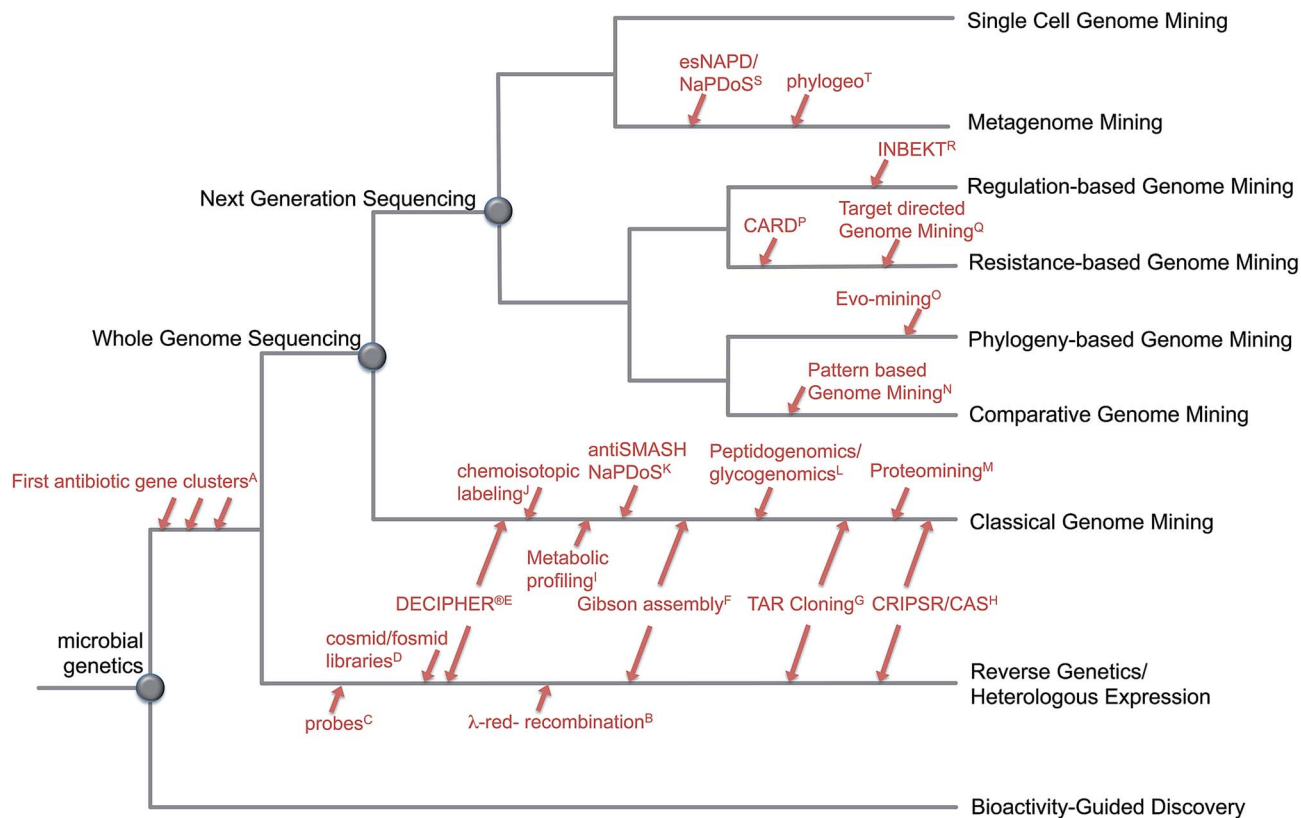 Single Cell Genome Mining
esNAPD/
NaPDoS^S
phylogeo^T
Metagenome Mining
INBEKT^R
Regulation-based Genome Mining
Next Generation Sequencing
Target directed
Genome Mining^Q
CARD^P
Resistance-based Genome Mining
Evo-mining^O
Whole Genome Sequencing
Phylogeny-based Genome Mining
Pattern based
Genome Mining^N
Comparative Genome Mining
First antibiotic gene clusters^A
chemoisotopic
labeling^J
antiSMASH
NaPDoS^K
Peptidogenomics/
glycogenomics^L
Proteomining^M
Classical Genome Mining
Metabolic
profiling^I
DECIPHER^®E
Gibson assembly^F
TAR Cloning^G
CRIPSR/CAS^H
microbial
genetics
cosmid/fosmid
libraries^D
Reverse Genetics/
Heterologous Expression
probes^C
λ-red- recombination^B
Bioactivity-Guided Discovery